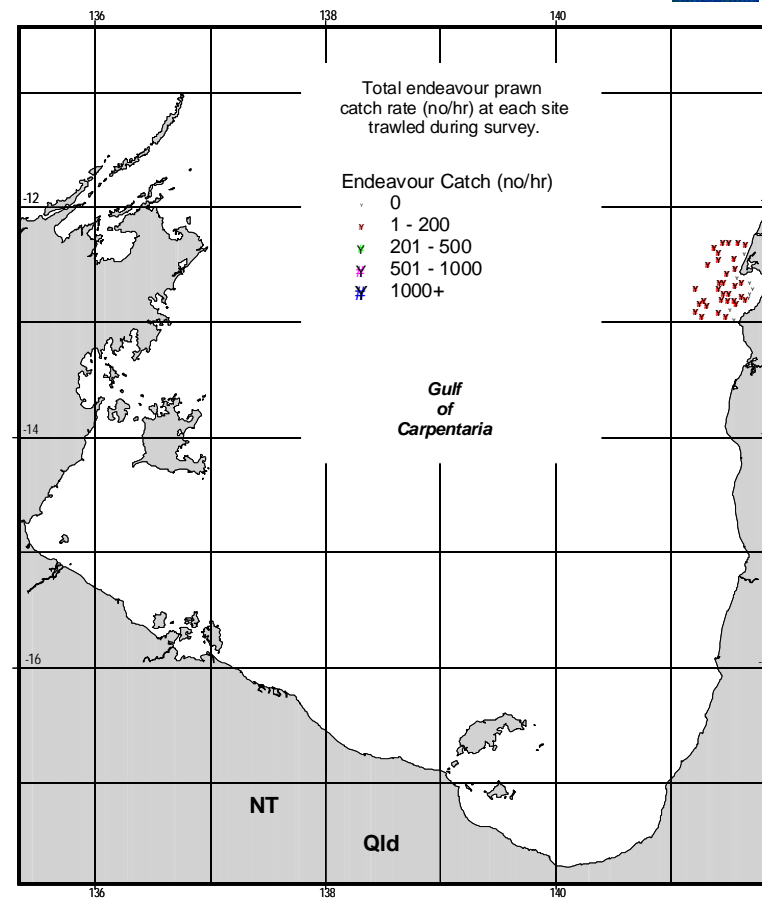 136
138
140
Total endeavour prawn
catch rate (no/hr) at each site
trawled during survey.
Endeavour Catch (no/hr)
0
1 - 200
201 - 500
501 - 1000
1000+
-12
Gulf
of
Carpentaria
-14
-16
NT
Qld
136
138
140